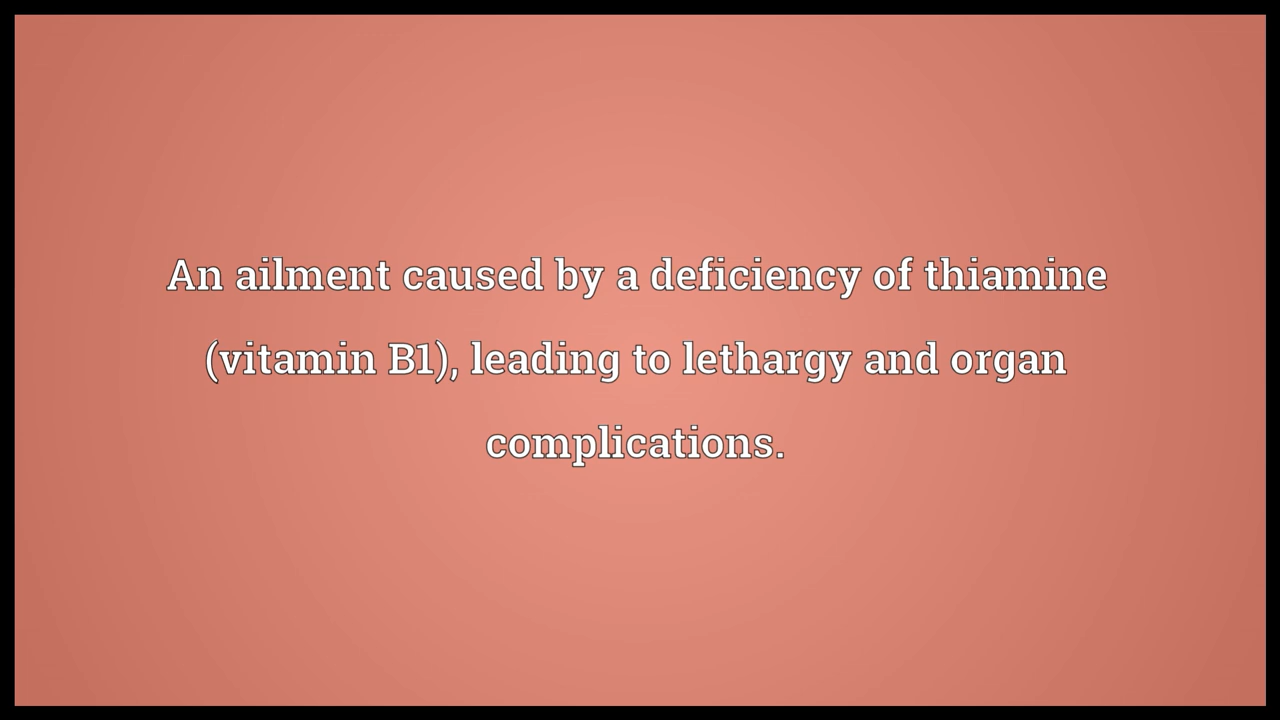 An ailment caused by a deficiency of thiamine
(vitamin B1), leading to lethargy and organ
complications.